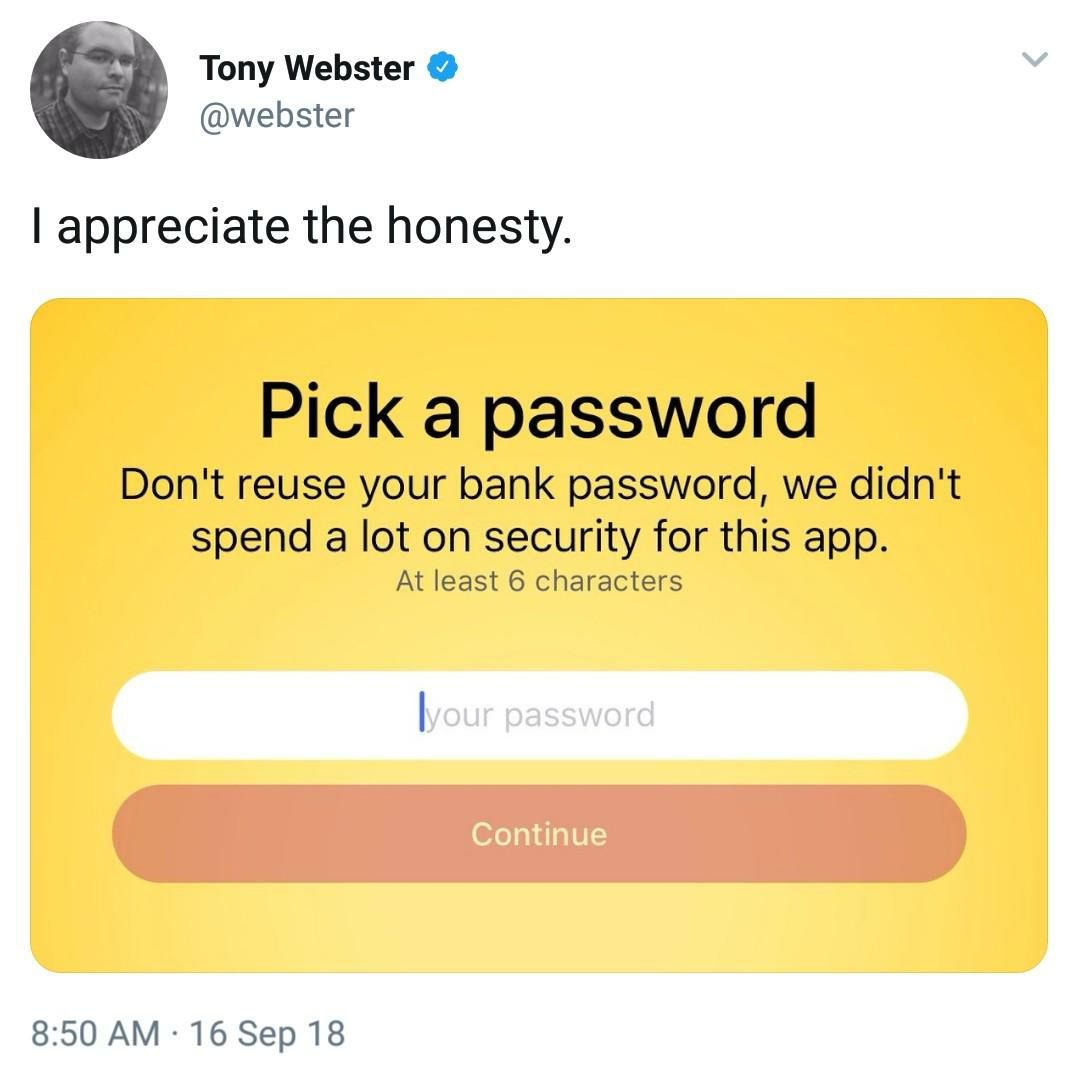 Tony Webster
@webster
I appreciate the honesty.
Pick a password
Don't reuse your bank password, we didn't
spend a lot on security for this app.
At least 6 characters
your password
Continue
8:50 AM · 16 Sep 18